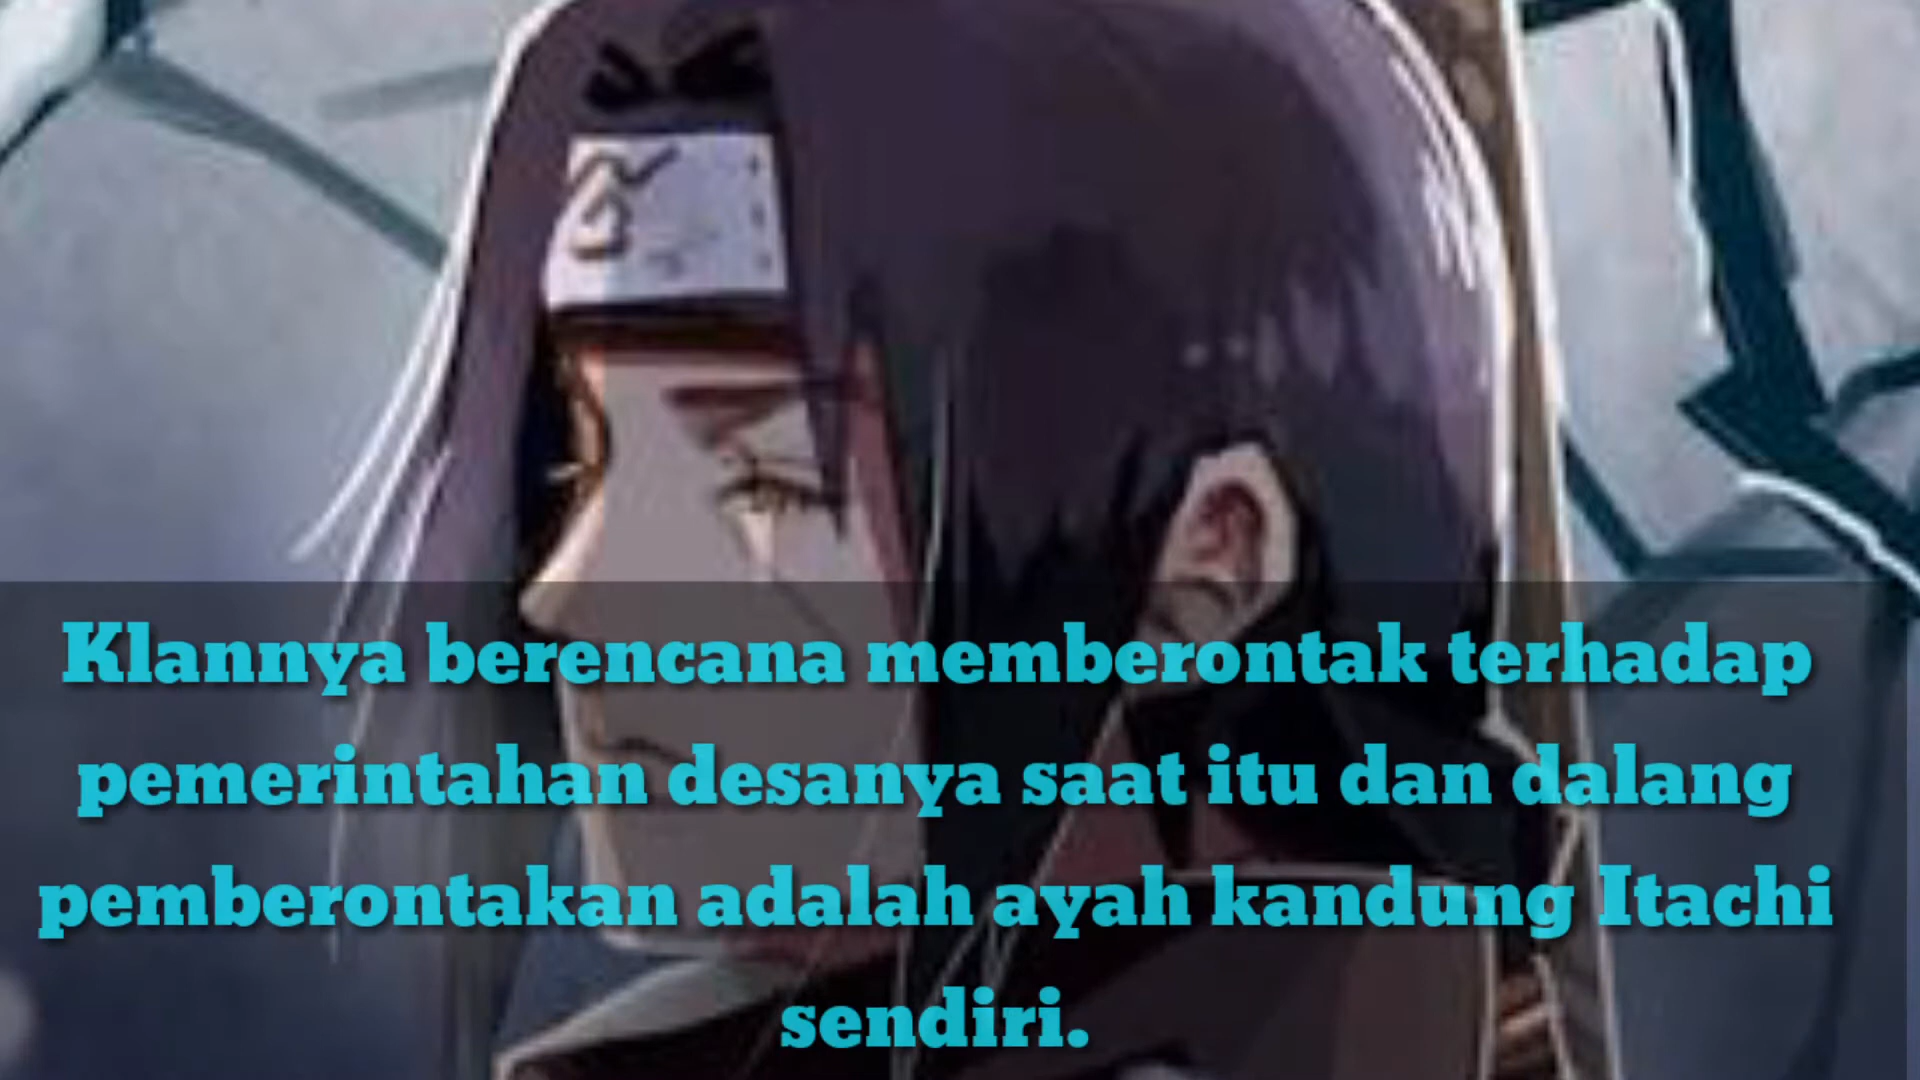 Klannya berencana memberontak terhadap
pemerintahan desanya saat itu dan dalang
pemberontakan adalah ayah kandung Itachi
sendiri.